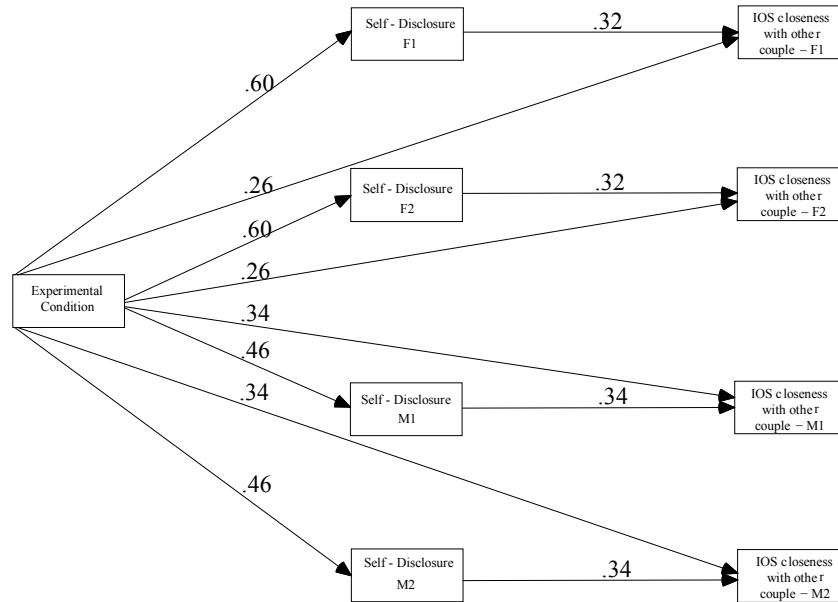 Self - Disclosure
F1
.32
IOS closeness
with other
couple – F1
.60
.26
Self - Disclosure
F2
.32
IOS closeness
with other
couple – F2
.60
.26
Experimental
Condition
.34
.46
.34
Self - Disclosure
M1
.34
IOS closeness
with other
couple – M1
.46
Self - Disclosure
M2
.34
IOS closeness
with other
couple – M2